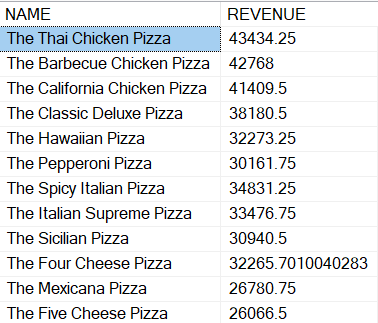 NAME REVENUE
The Thai Chicken Pizza 43434.25
The Barbecue Chicken Pizza 42768
The California Chicken Pizza 41409.5
The Classic Deluxe Pizza 38180.5
The Hawaiian Pizza 32273.25
The Pepperoni Pizza 30161.75
The Spicy Italian Pizza 34831.25
The Italian Supreme Pizza 33476.75
The Sicilian Pizza 30940.5
The Four Cheese Pizza 32265.7010040283
The Mexicana Pizza 26780.75
The Five Cheese Pizza 26066.5